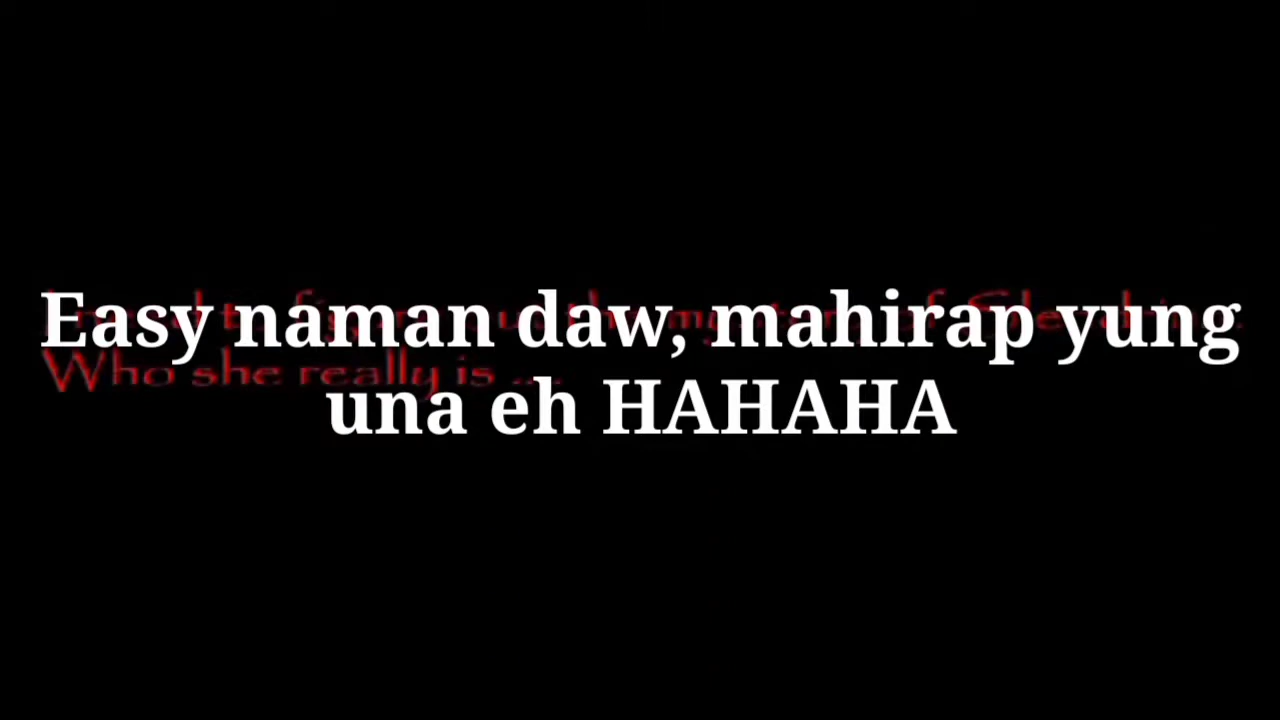 Easy naman daw, mahirap yung
una eh HAHAHA
Who she really is ...